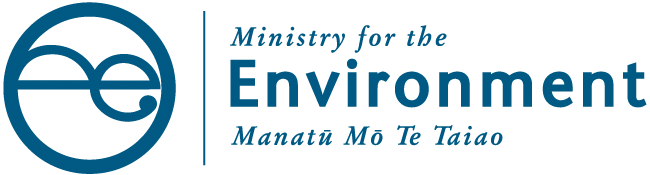 Ministry for the
Environment
Manatū Mō Te Taiao